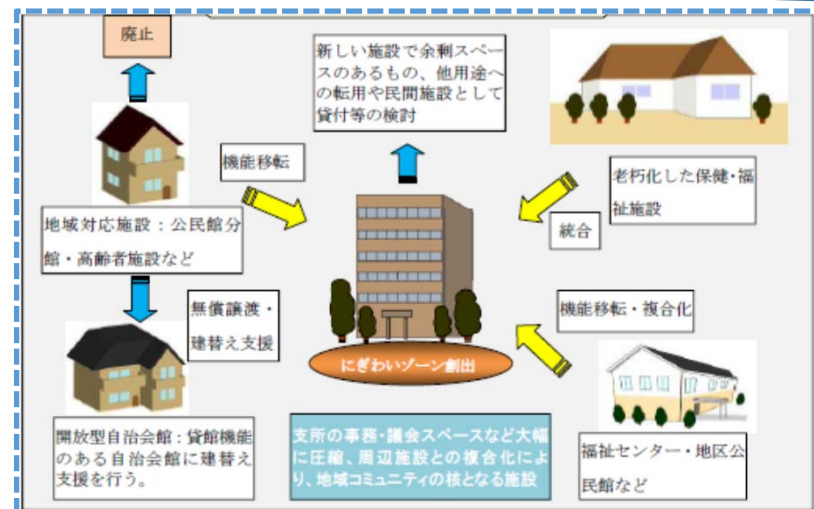 廃止
新しい施設で余剰スペ
ースのあるもの、他用途へ
の転用や民間施設として
貸付等の検討
機能移転
老朽化した保健・福
祉施設
統合
地域対応施設：公民館分
館・高齢者施設など
無償譲渡・
建替え支援
機能移転・複合化
にぎわいゾーン創出
開放型自治会館：貸館機能
のある自治会館に建替え
支援を行う。
支所の事務・議会スペースなど大幅
に圧縮、周辺施設との複合化によ
り、地域コミュニティの核となる施設
福祉センター・地区公
民館など